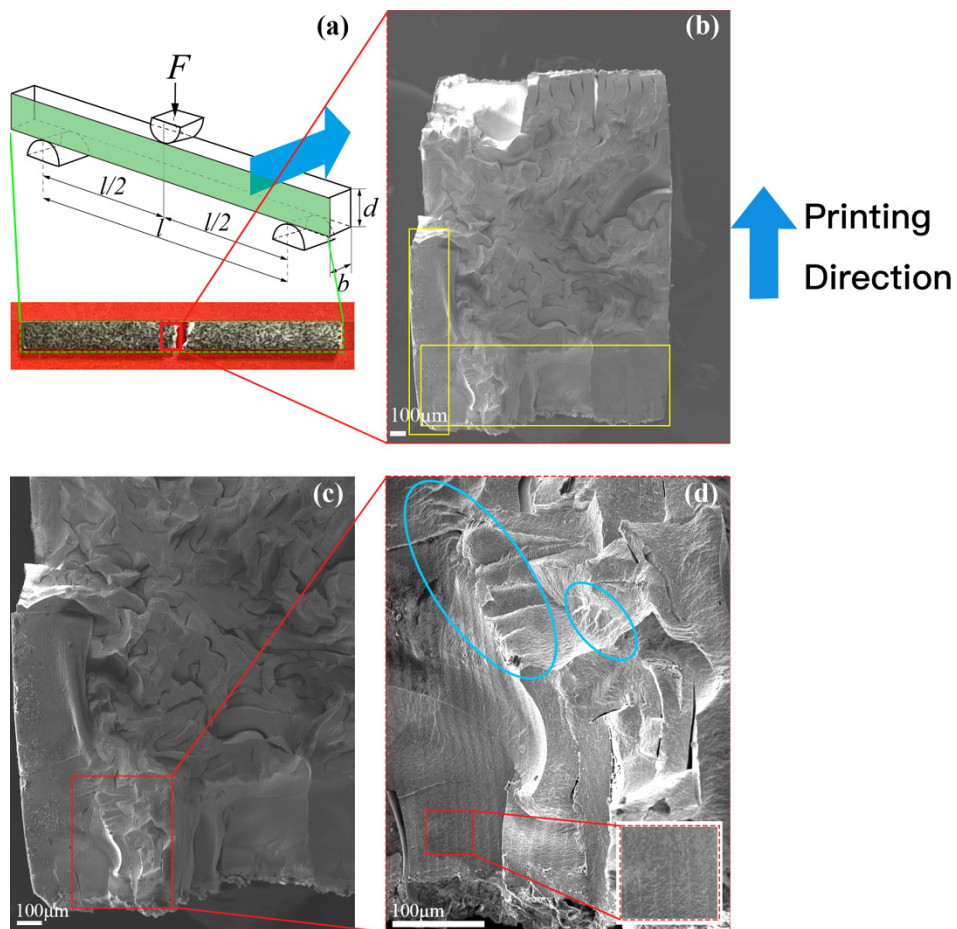 (a)
F
l/2
l/2
l
d
b
(b)
100μm
Printing
Direction
(c)
100μm
(d)
100μm